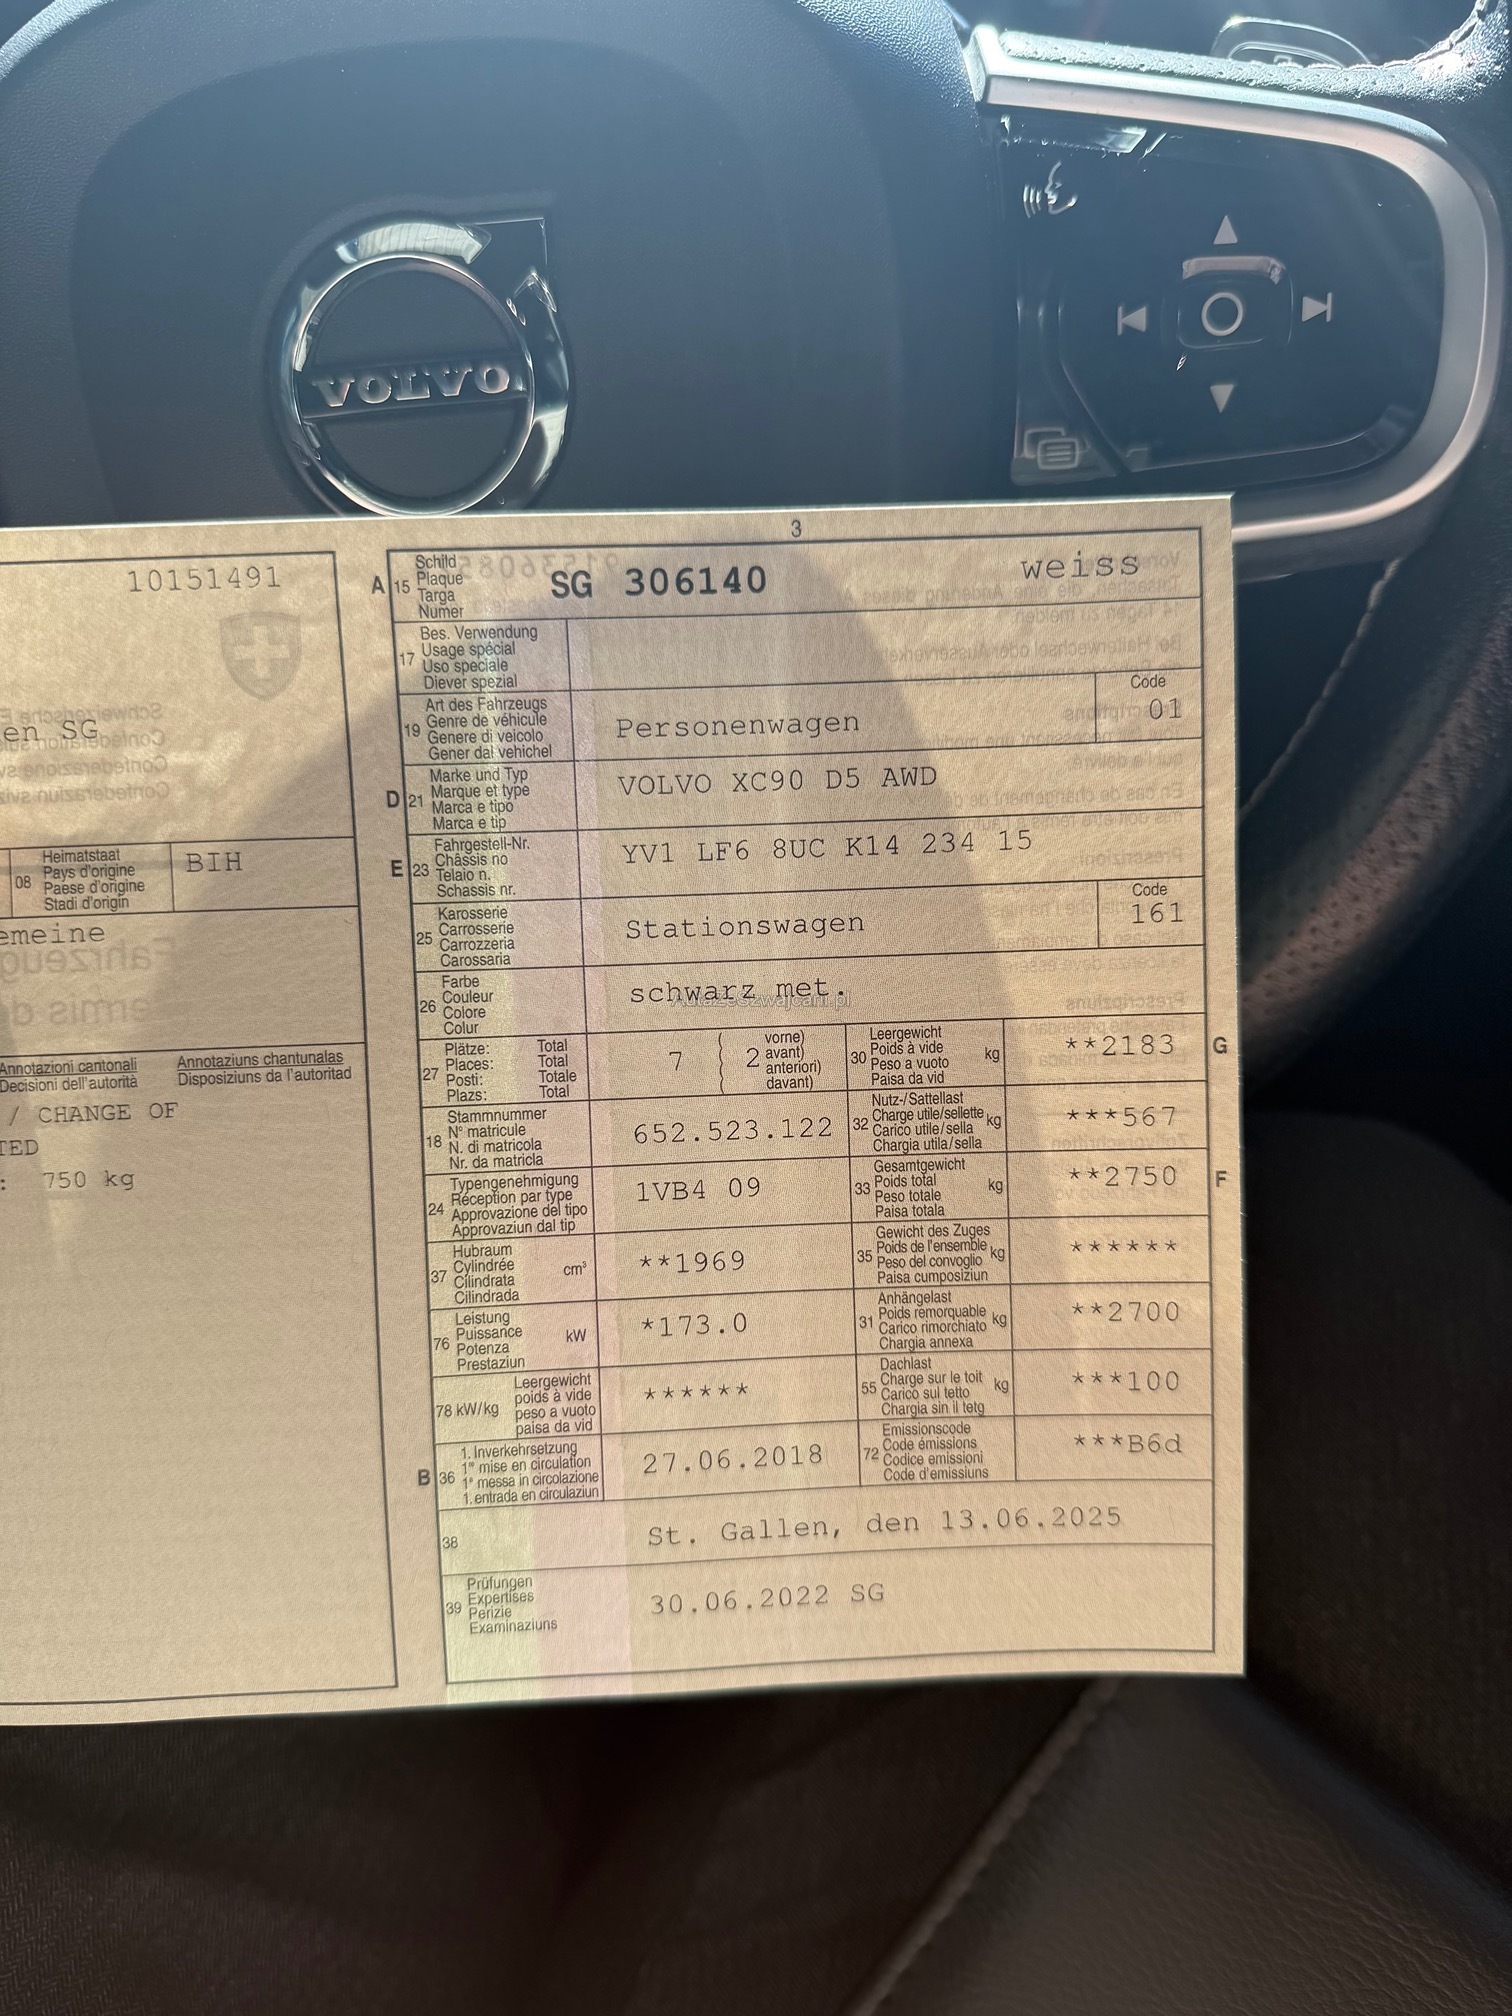 VOLVO
3
10151491
en SG
08 Heimatstaat
Pays d'origine
Paese d'origine
Stadi d'origin
BIH
emeine
Annotazioni cantonali
Decisioni dell'autorità
Annotaziuns chantunalas
Disposiziuns da l'autoritad
/ CHANGE OF
TED
: 750 kg
A 15 Schild
Plaque
Targa
Numer
SG 306140 weiss
17 Bes. Verwendung
Usage spécial
Uso speciale
Diever spezial
19 Art des Fahrzeugs
Genre de véhicule
Genere di veicolo
Gener dal vehichel
Personenwagen
Code
01
D 21 Marke und Typ
Marque et type
Marca e tipo
Marca e tip
VOLVO XC90 D5 AWD
E 23 Fahrgestell-Nr.
Châssis no
Telaio n.
Schassis nr.
YV1 LF6 8UC K14 234 15
25 Karosserie
Carrosserie
Carrozzeria
Carossaria
Stationswagen
Code
161
26 Farbe
Couleur
Colore
Colur
schwarz met.
AutazeSzwajcarii.pl
27 Plätze: Total
Places: Total
Posti: Totale
Plazs: Total
7 ( 2 vorne)
avant)
anteriori)
davant)
30 Leergewicht
Poids à vide
Peso a vuoto
Paisa da vid
kg
**2183 G
18 Stammnummer
N° matricule
N. di matricola
Nr. da matricla
652.523.122
32 Nutz-/Sattellast
Charge utile/sellette
Carico utile/sella
Chargia utila/sella
kg
***567
24 Typengenehmigung
Réception par type
Approvazione del tipo
Approvaziun dal tip
1VB4 09
33 Gesamtgewicht
Poids total
Peso totale
Paisa totala
kg
**2750 F
37 Hubraum
Cylindrée
Cilindrata
Cilindrada
cm³
**1969
35 Gewicht des Zuges
Poids de l'ensemble
Peso del convoglio
Paisa cumposiziun
kg
******
76 Leistung
Puissance
Potenza
Prestaziun
kW
*173.0
31 Anhängelast
Poids remorquable
Carico rimorchiato
Chargia annexa
kg
**2700
78 kW/kg Leergewicht
poids à vide
peso a vuoto
paisa da vid
******
55 Dachlast
Charge sur le toit
Carico sul tetto
Chargia sin il tetg
kg
***100
B 36 1. Inverkehrsetzung
1re mise en circulation
1a messa in circolazione
1. entrada en circulaziun
27.06.2018
72 Emissionscode
Code émissions
Codice emissioni
Code d'emissiuns
***B6d
38 St. Gallen, den 13.06.2025
39 Prüfungen
Expertises
Perizie
Examinaziuns
30.06.2022 SG